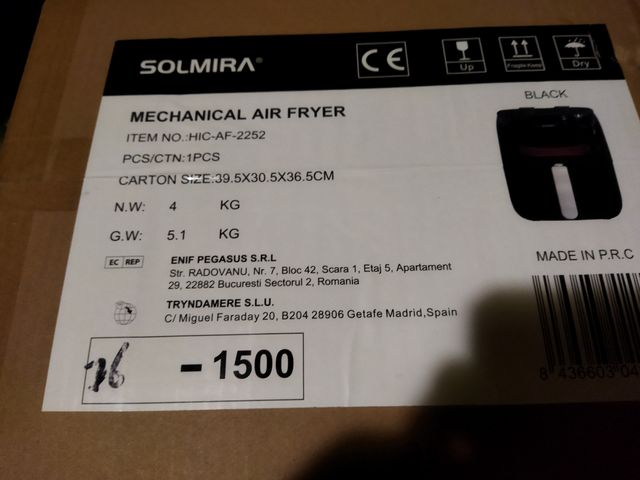 SOLMIRA®
CE
Up
Fragile Keep
Dry
BLACK
MECHANICAL AIR FRYER
ITEM NO.:HIC-AF-2252
PCS/CTN:1PCS
CARTON SIZE:39.5X30.5X36.5CM
N.W: 4 KG
G.W: 5.1 KG
EC REP
ENIF PEGASUS S.R.L
Str. RADOVANU, Nr. 7, Bloc 42, Scara 1, Etaj 5, Apartament
29, 22882 Bucuresti Sectorul 2, Romania
TRYNDAMERE S.L.U.
C/ Miguel Faraday 20, B204 28906 Getafe Madrid,Spain
MADE IN P.R.C
8 436603 04
-1500